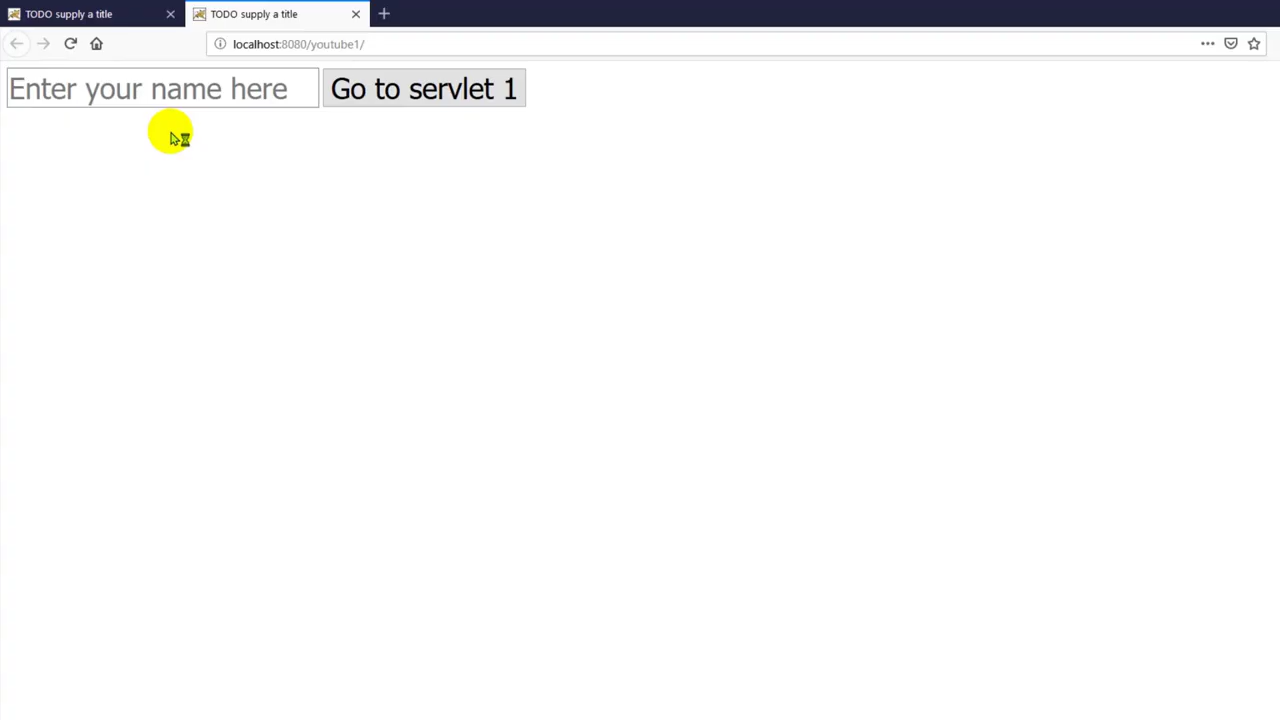 TODO supply a title
TODO supply a title
localhost:8080/youtube1/
Enter your name here
Go to servlet 1